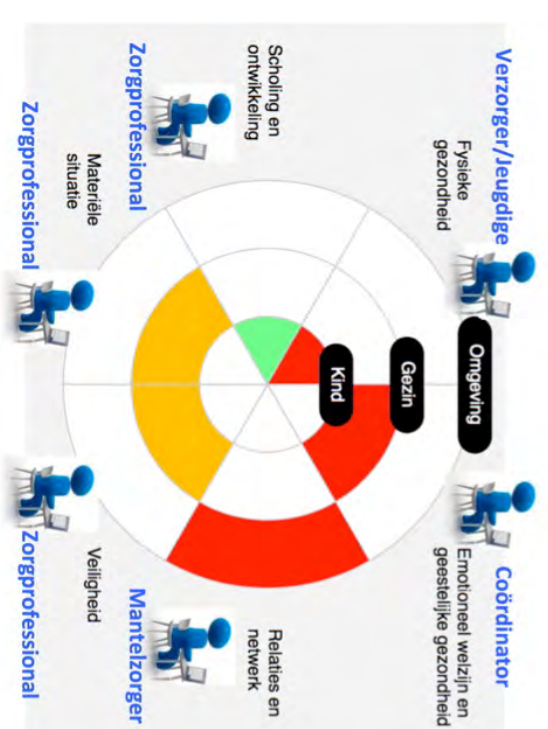 Verzorger/Jeugdige
Coördinator
Fysieke
gezondheid
Omgeving
Emotioneel welzijn en
geestelijke gezondheid
Gezin
Kind
Scholing en
ontwikkeling
Relaties en
netwerk
Zorgprofessional
Mantelzorger
Materiële
situatie
Veiligheid
Zorgprofessional
Zorgprofessional